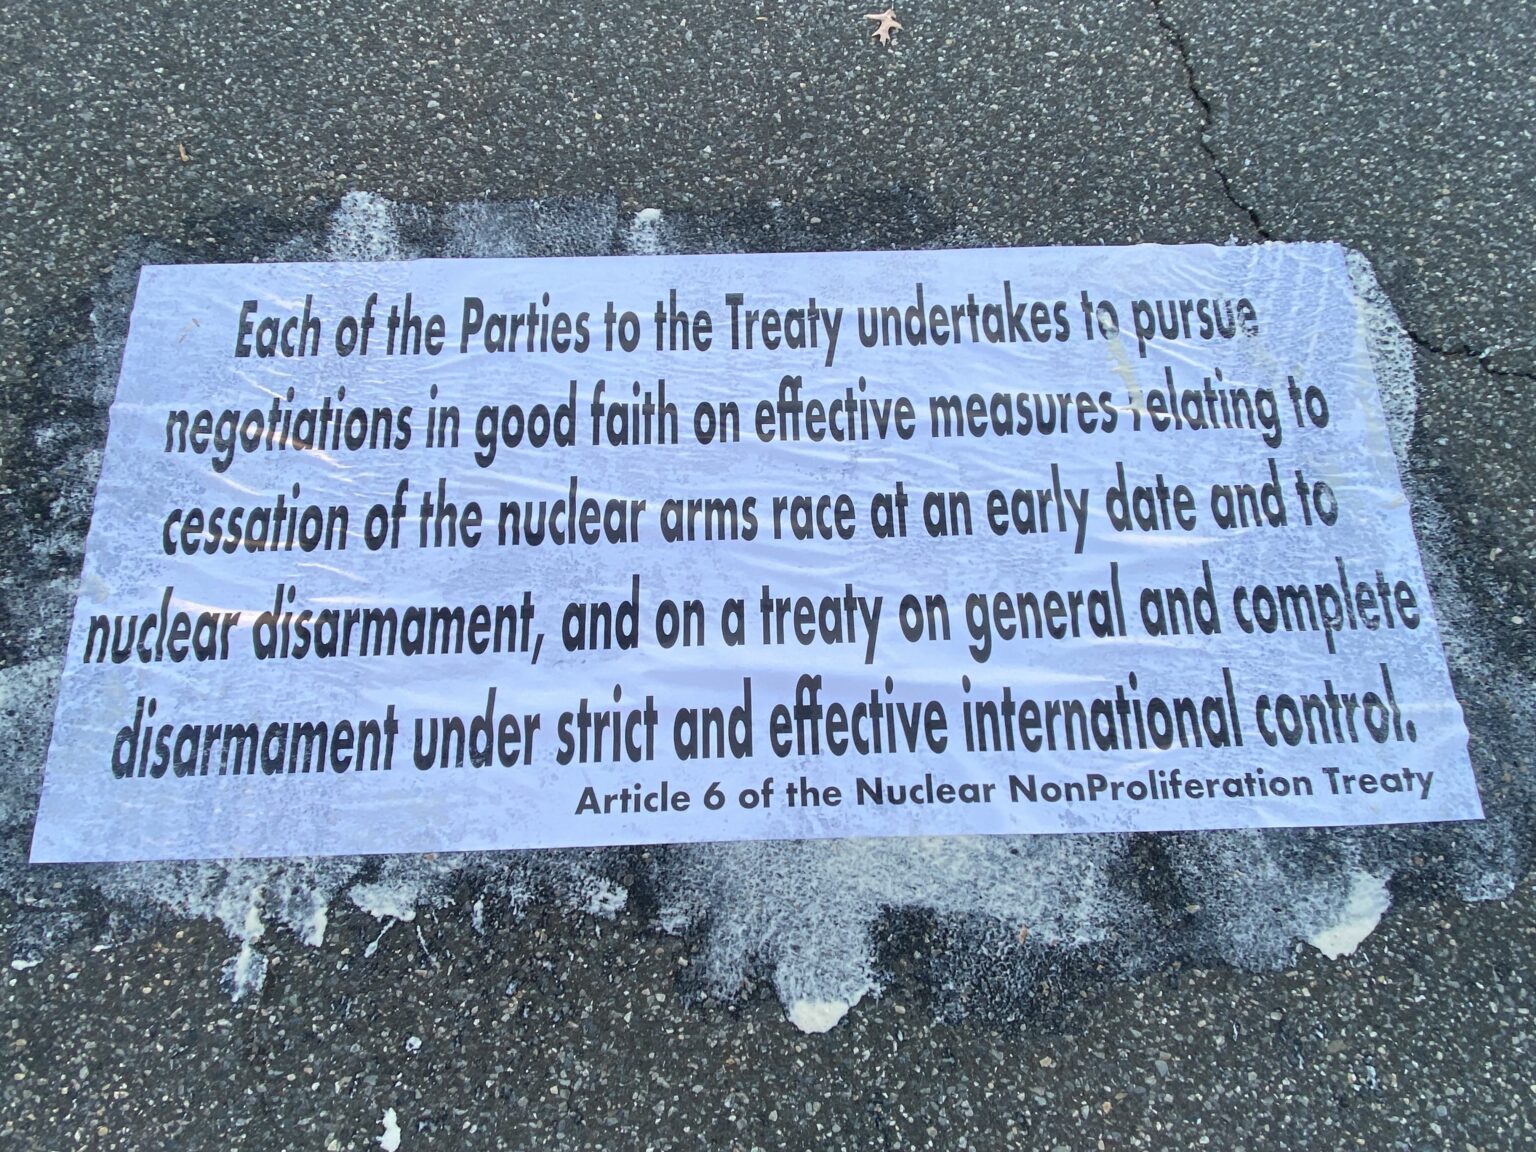 Each of the Parties to the Treaty undertakes to pursue
negotiations in good faith on effective measures relating to
cessation of the nuclear arms race at an early date and to
nuclear disarmament, and on a treaty on general and complete
disarmament under strict and effective international control.
Article 6 of the Nuclear NonProliferation Treaty